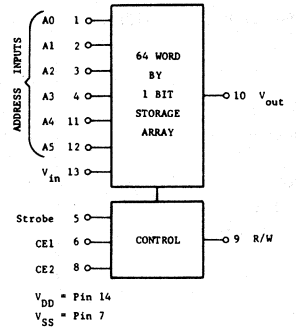 ADDRESS INPUTS
A0 1
A1 2
A2 3
A3 4
A4 11
A5 12
Vin 13
64 WORD
BY
1 BIT
STORAGE
ARRAY
10 Vout
Strobe 5
CE1 6
CE2 8
CONTROL
9 R/W
VDD = Pin 14
VSS = Pin 7